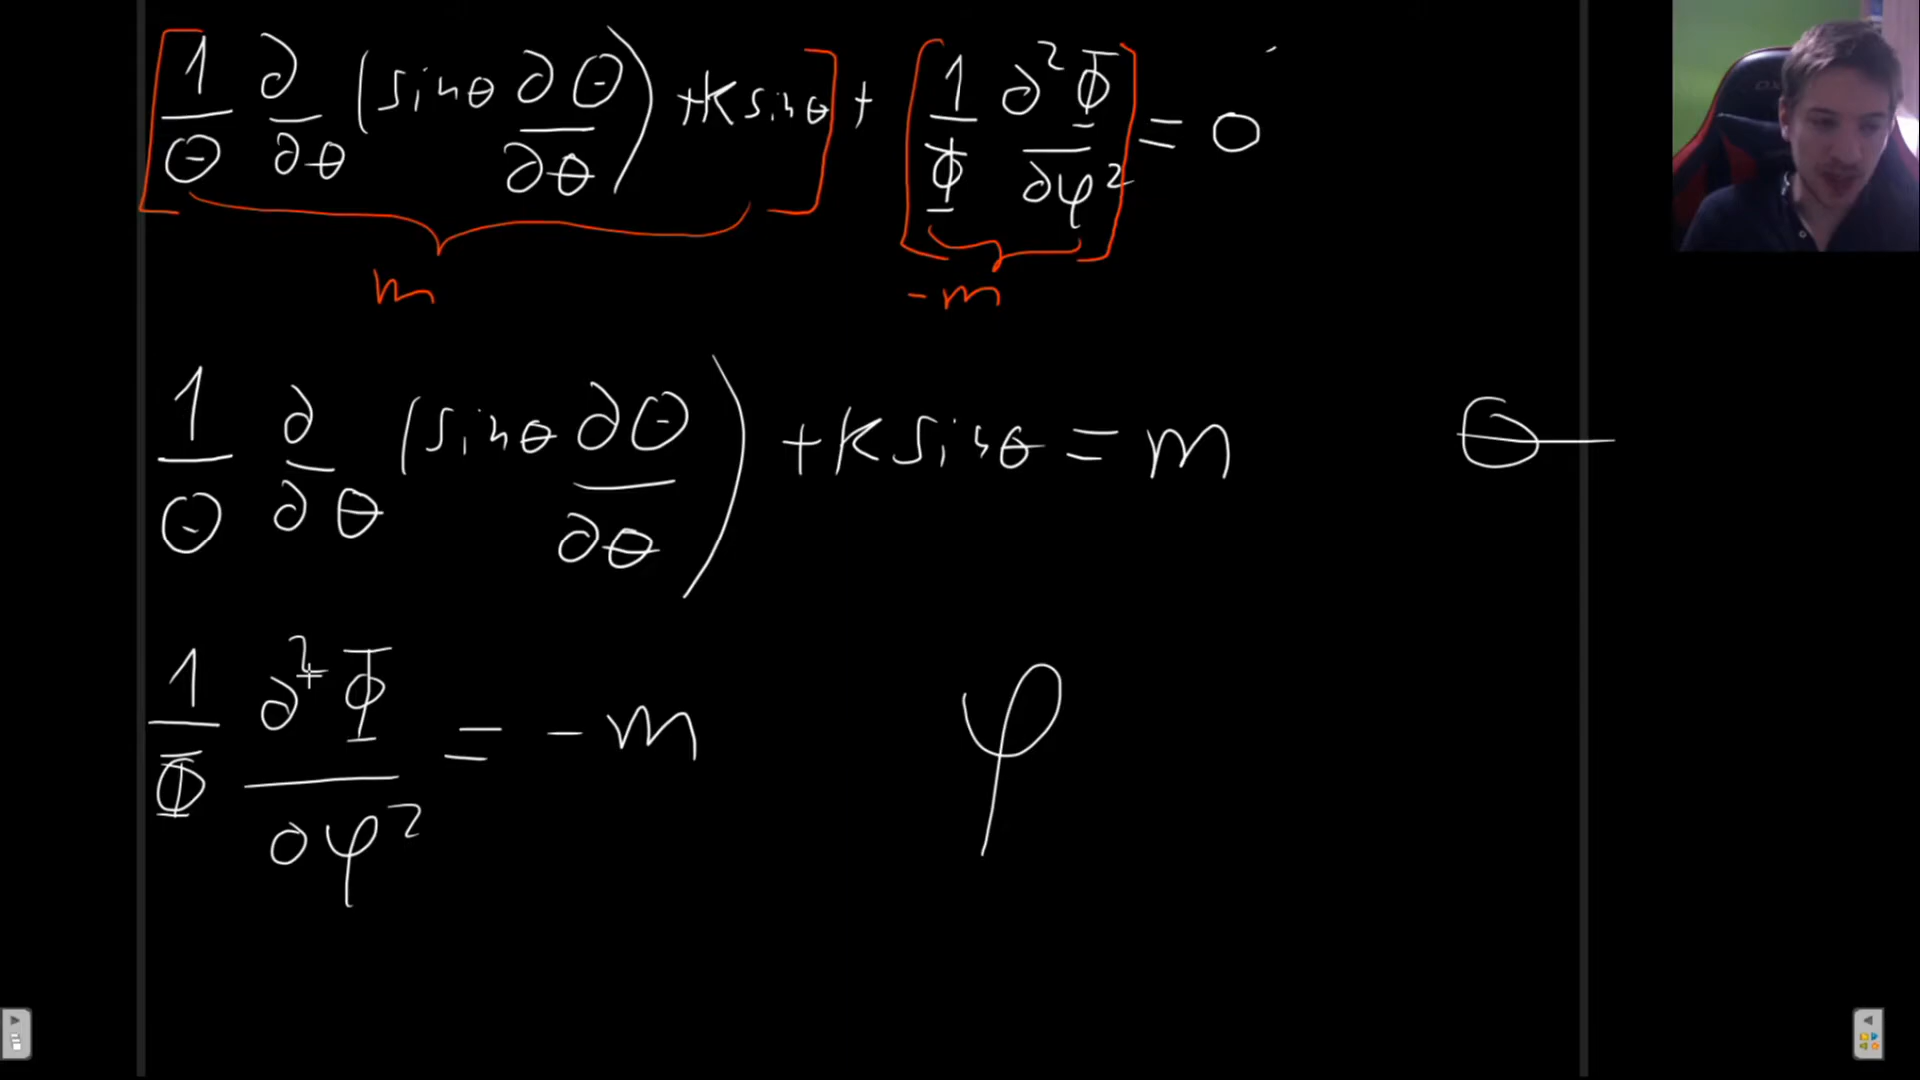 [1/Θ ∂/∂θ (sinθ ∂Θ/∂θ) +K sinθ] + [1/Φ ∂²Φ/∂φ²] = 0
m -m
1/Θ ∂/∂θ (sinθ ∂Θ/∂θ) +K sinθ = m θ
1/Φ ∂²Φ/∂φ² = -m φ